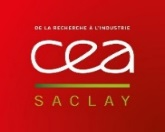 DE LA RECHERCHE À L'INDUSTRIE
cea
SACLAY